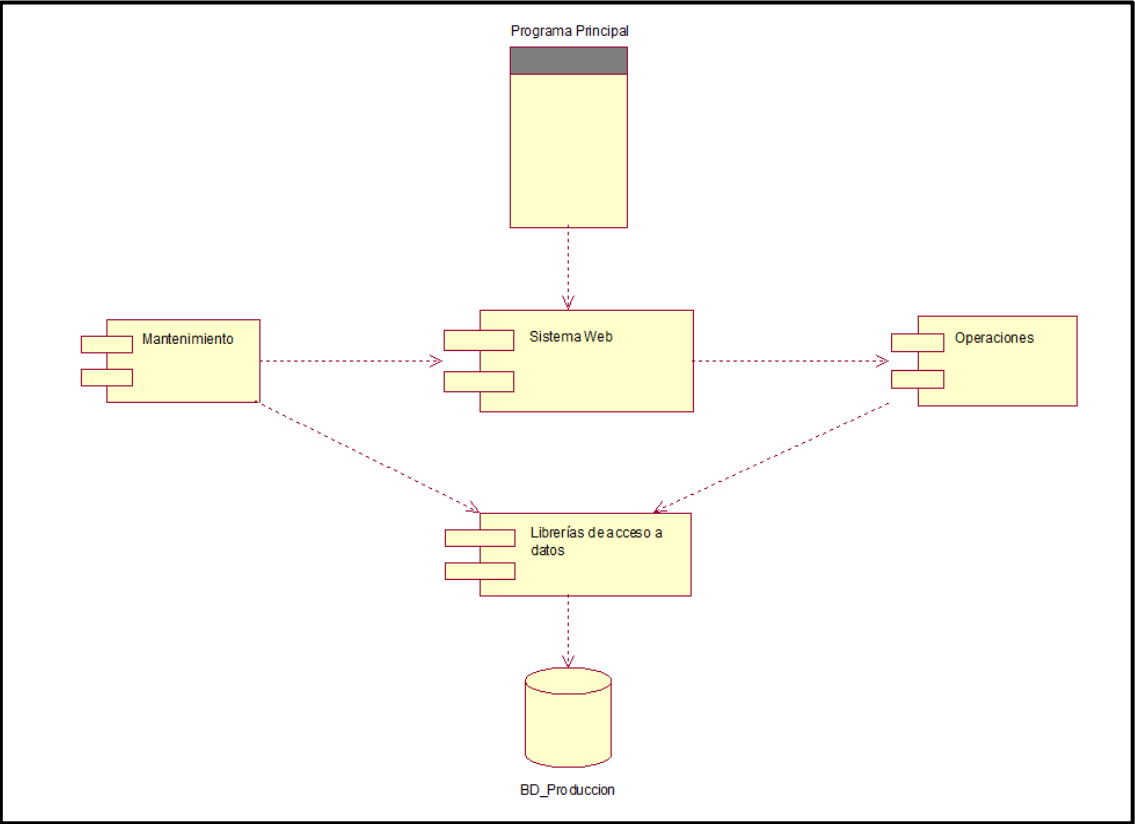 Programa Principal
Mantenimiento
Sistema Web
Operaciones
Librerías de acceso a
datos
BD_Produccion